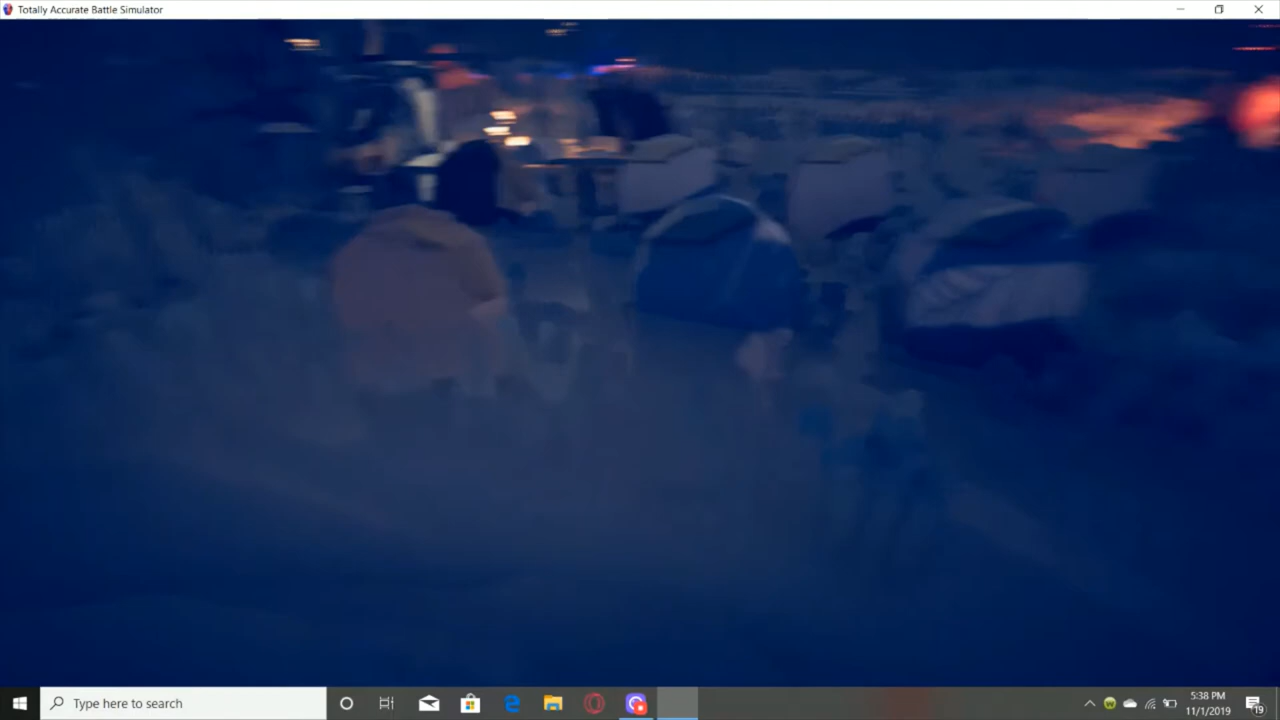 Totally Accurate Battle Simulator
Type here to search
5:38 PM
11/1/2019
19